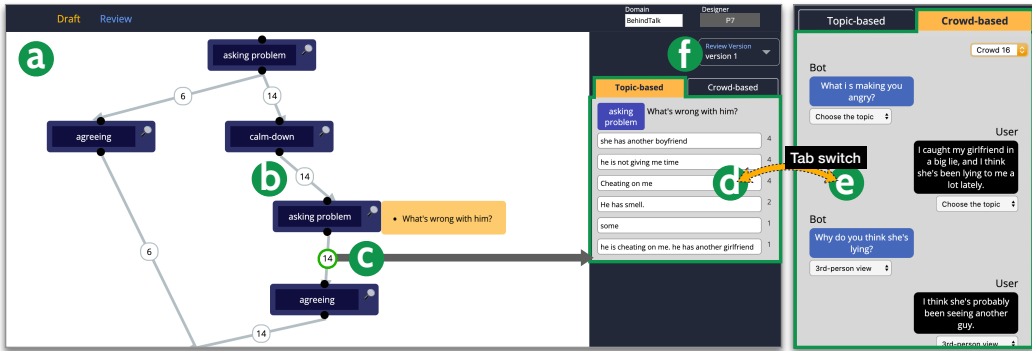 Draft Review
Domain
BehindTalk
Designer
P7
a
asking problem
6
14
agreeing
calm-down
b
14
asking problem
• What's wrong with him?
14
c
6
agreeing
14
f
Review Version
version 1
Topic-based Crowd-based
asking
problem
What's wrong with him?
she has another boyfriend 4
he is not giving me time 4
Cheating on me 4
He has smell. 2
some 1
he is cheating on me. he has another girlfriend 1
d
Tab switch
e
Topic-based Crowd-based
Crowd 16
Bot
What i s making you
angry?
Choose the topic
User
I caught my girlfriend in
a big lie, and I think
she's been lying to me a
lot lately.
Choose the topic
Bot
Why do you think she's
lying?
3rd-person view
User
I think she's probably
been seeing another
guy.
3rd-person view